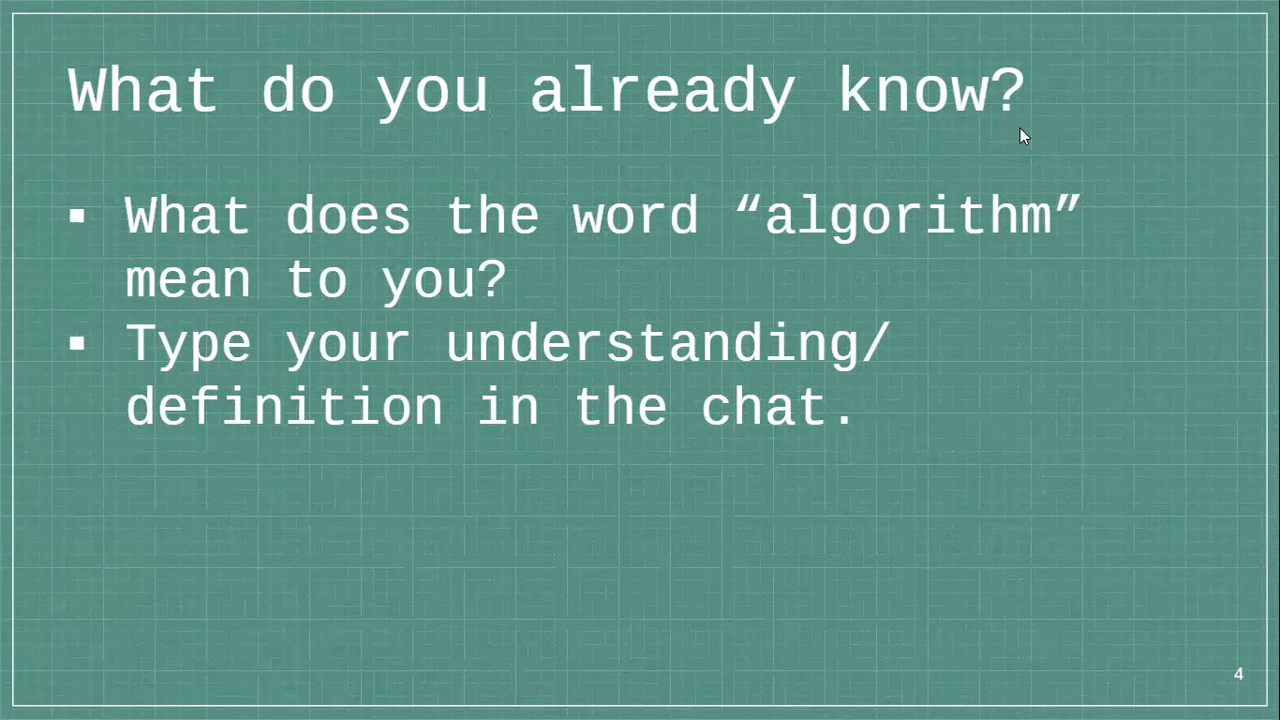 What do you already know?
▪ What does the word “algorithm”
mean to you?
▪ Type your understanding/
definition in the chat.
4